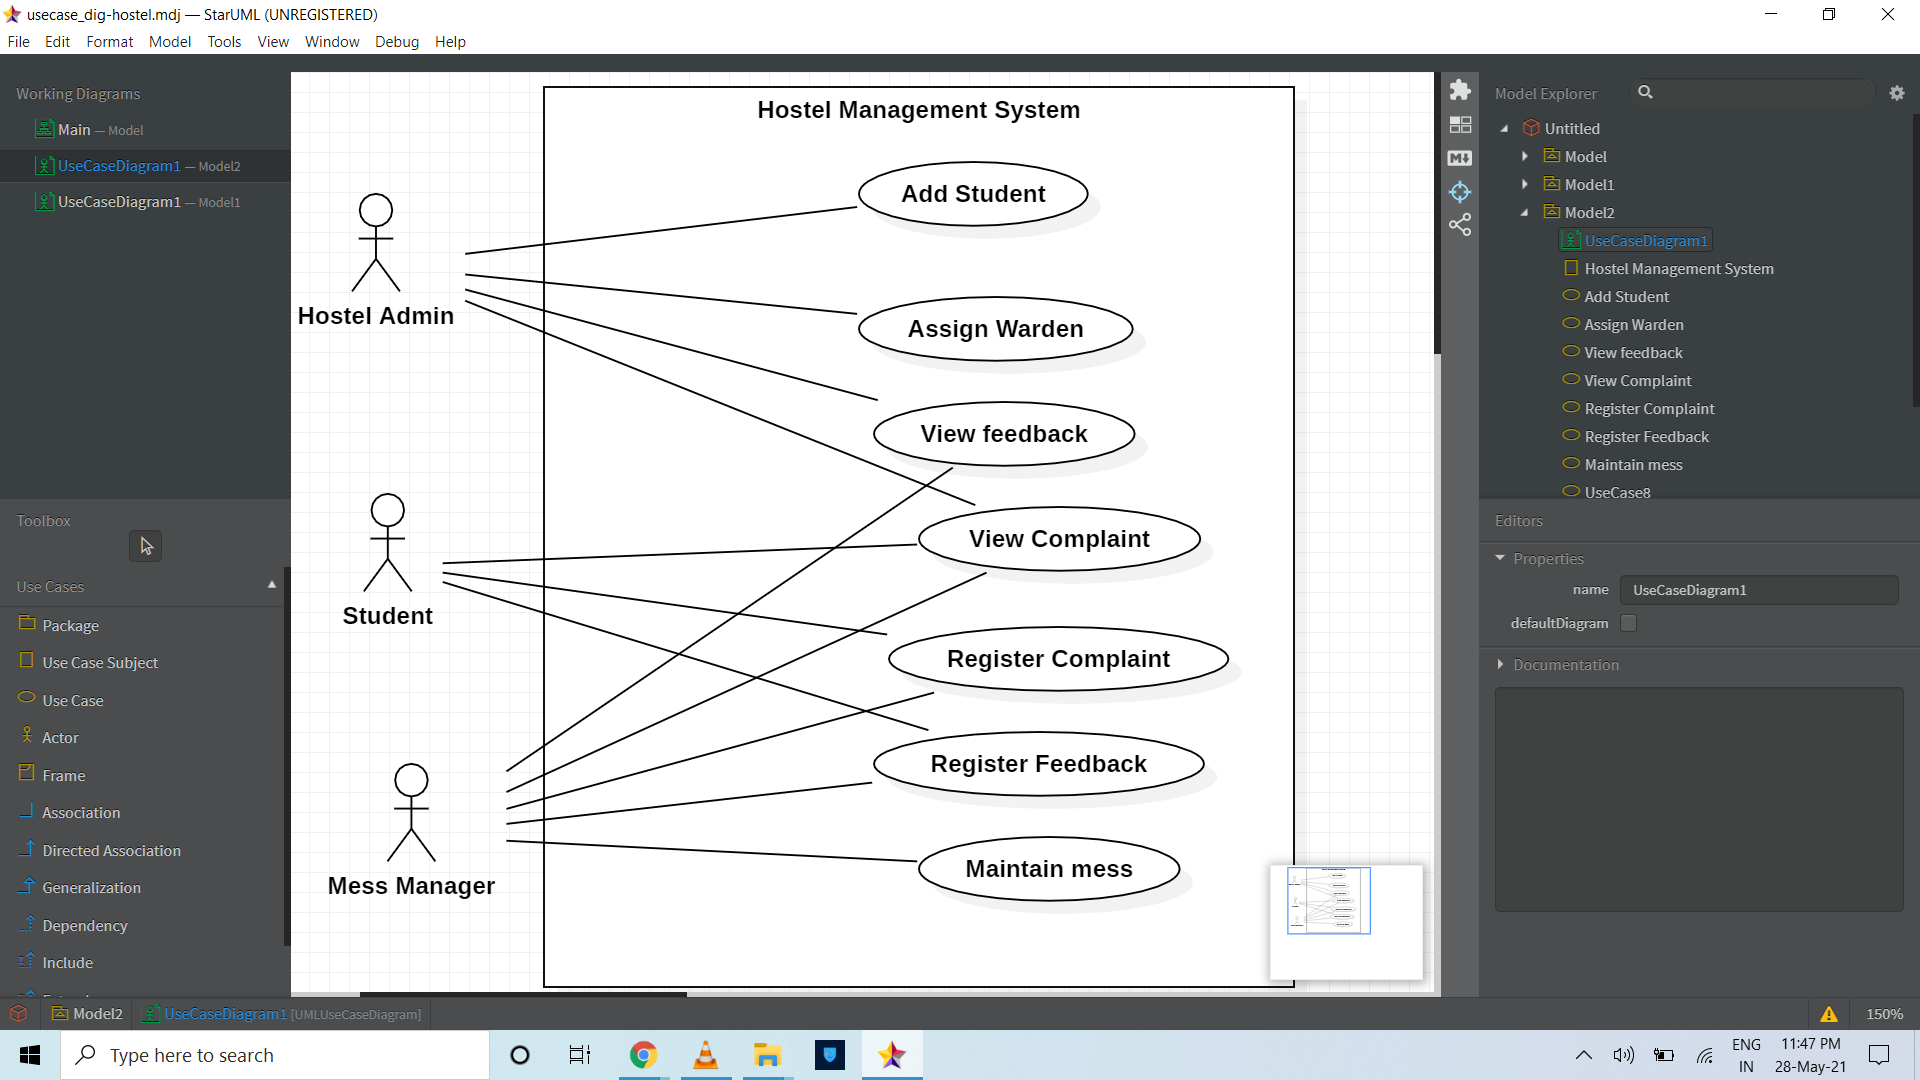 usecase_dig-hostel.mdj — StarUML (UNREGISTERED)
File Edit Format Model Tools View Window Debug Help
Working Diagrams
Main — Model
UseCaseDiagram1 — Model2
UseCaseDiagram1 — Model1
Toolbox
Use Cases
Package
Use Case Subject
Use Case
Actor
Frame
Association
Directed Association
Generalization
Dependency
Include
Hostel Management System
Hostel Admin
Student
Mess Manager
Add Student
Assign Warden
View feedback
View Complaint
Register Complaint
Register Feedback
Maintain mess
Model Explorer
Untitled
Model
Model1
Model2
UseCaseDiagram1
Hostel Management System
Add Student
Assign Warden
View feedback
View Complaint
Register Complaint
Register Feedback
Maintain mess
UseCase8
Editors
Properties
name UseCaseDiagram1
defaultDiagram
Documentation
Model2 UseCaseDiagram1 [UMLUseCaseDiagram]
150%
Type here to search
ENG
IN
11:47 PM
28-May-21